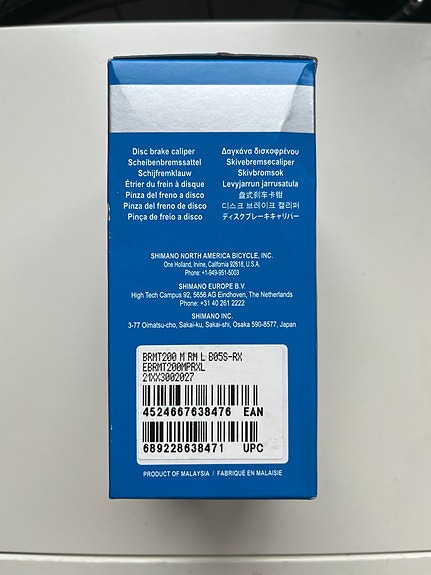 Disc brake caliper
Scheibenbremssattel
Schijfremklauw
Étrier du frein à disque
Pinza del freno a disco
Pinza del freno de disco
Pinça de freio a disco
Δαγκάνα δισκοφρένου
Skivebremsecaliper
Skivbromsok
Levyjarrun jarrusatula
盘式刹车卡钳
디스크 브레이크 캘리퍼
ディスクブレーキキャリパー
SHIMANO NORTH AMERICA BICYCLE, INC.
One Holland, Irvine, California 92618, U.S.A.
Phone: +1-949-951-5003
SHIMANO EUROPE B.V.
High Tech Campus 92, 5656 AG Eindhoven, The Netherlands
Phone: +31 40 261 2222
SHIMANO INC.
3-77 Oimatsu-cho, Sakai-ku, Sakai-shi, Osaka 590-8577, Japan
BRMT200 M RM L B05S-RX
EBRMT200MPRXL
21XX3002027
4524667638476 EAN
689228638471 UPC
PRODUCT OF MALAYSIA / FABRIQUÉ EN MALAISIE